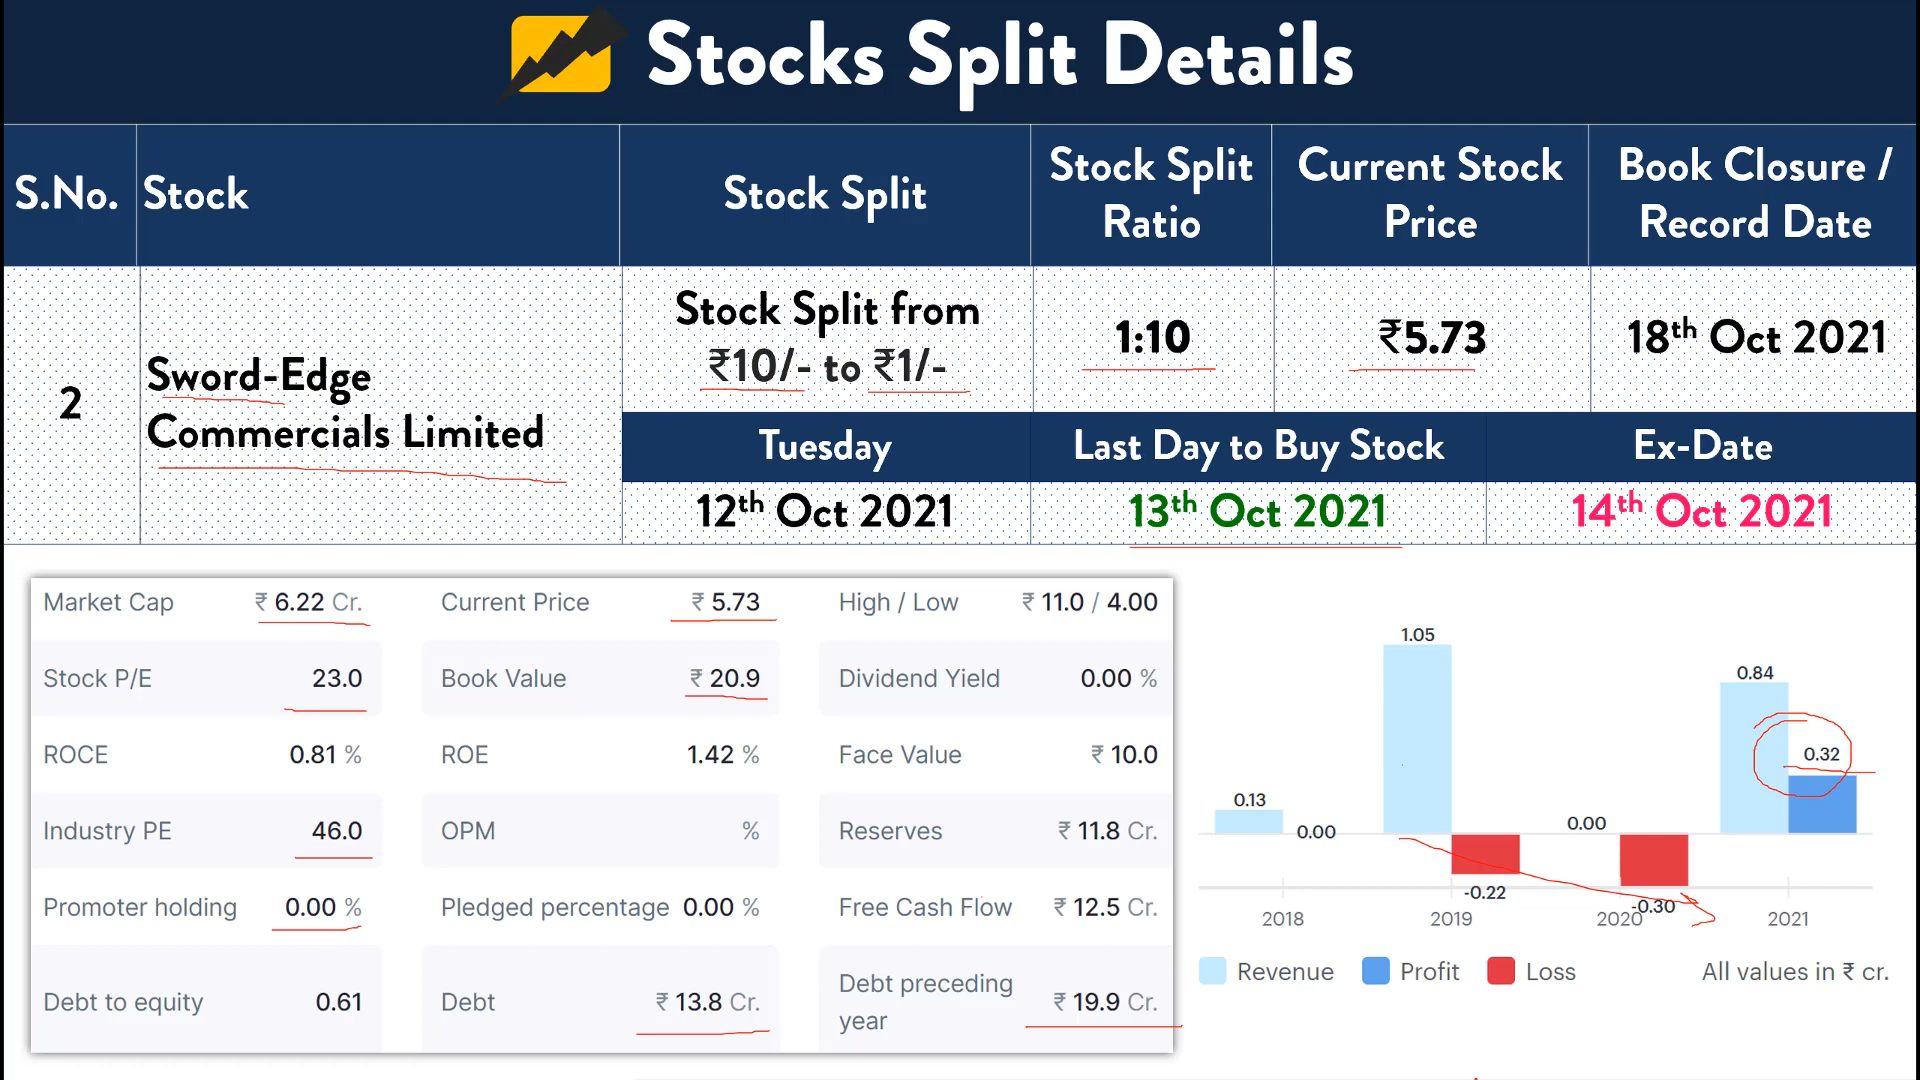 Stocks Split Details
S.No.
Stock
Stock Split
Stock Split
Ratio
Current Stock
Price
Book Closure /
Record Date
2
Sword-Edge
Commercials Limited
Stock Split from
₹10/- to ₹1/-
1:10
₹5.73
18th Oct 2021
Tuesday
Last Day to Buy Stock
Ex-Date
12th Oct 2021
13th Oct 2021
14th Oct 2021
Market Cap ₹ 6.22 Cr.
Current Price ₹ 5.73
High / Low ₹ 11.0 / 4.00
Stock P/E 23.0
Book Value ₹ 20.9
Dividend Yield 0.00 %
ROCE 0.81 %
ROE 1.42 %
Face Value ₹ 10.0
Industry PE 46.0
OPM %
Reserves ₹ 11.8 Cr.
Promoter holding 0.00 %
Pledged percentage 0.00 %
Free Cash Flow ₹ 12.5 Cr.
Debt to equity 0.61
Debt ₹ 13.8 Cr.
Debt preceding
year ₹ 19.9 Cr.
1.05
0.84
0.32
0.13
0.00
0.00
-0.22
-0.30
2018 2019 2020 2021
Revenue Profit Loss All values in ₹ cr.